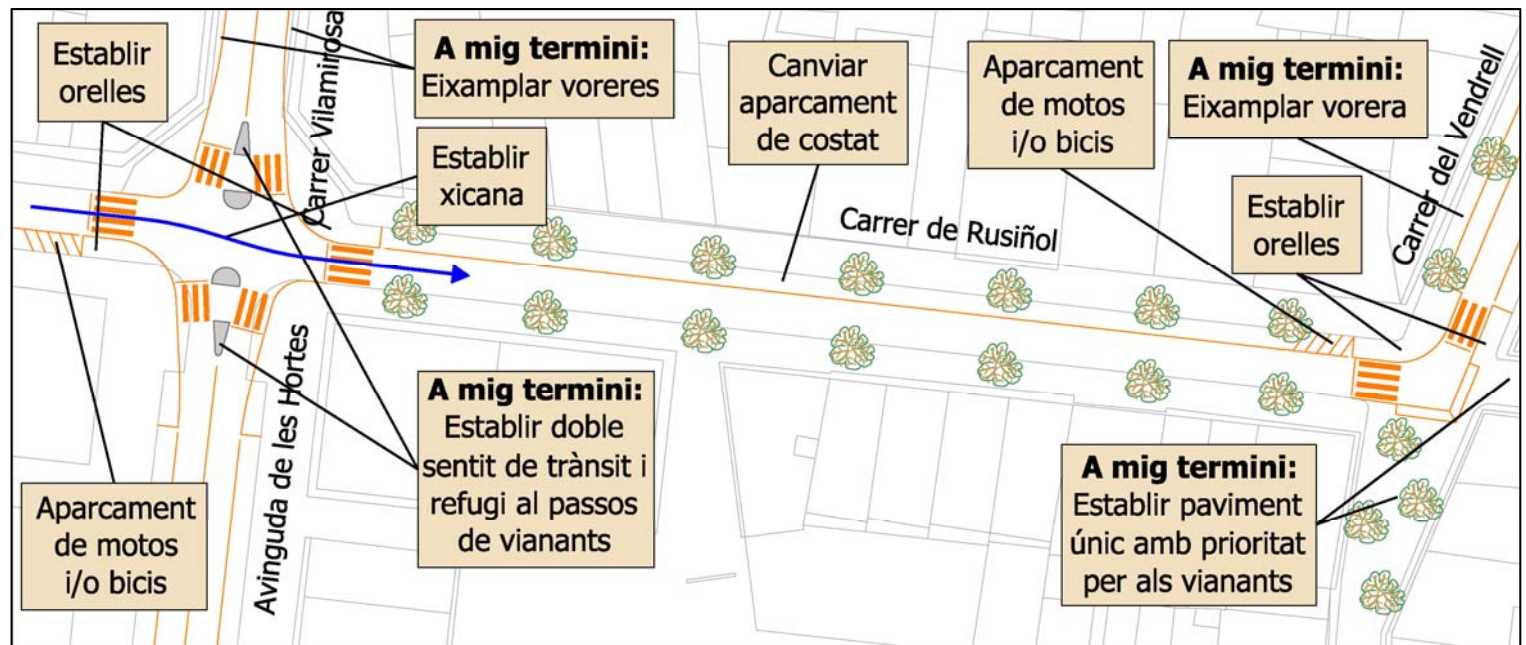 Establir
orelles
A mig termini:
Eixamplar voreres
Canviar
aparcament
de costat
Aparcament
de motos
i/o bicis
A mig termini:
Eixamplar vorera
Carrer Vilamirosa
Establir
xicana
Carrer de Rusiñol
Establir
orelles
Carrer del Vendrell
Aparcament
de motos
i/o bicis
Avinguda de les Hortes
A mig termini:
Establir doble
sentit de trànsit i
refugi al passos
de vianants
A mig termini:
Establir paviment
únic amb prioritat
per als vianants